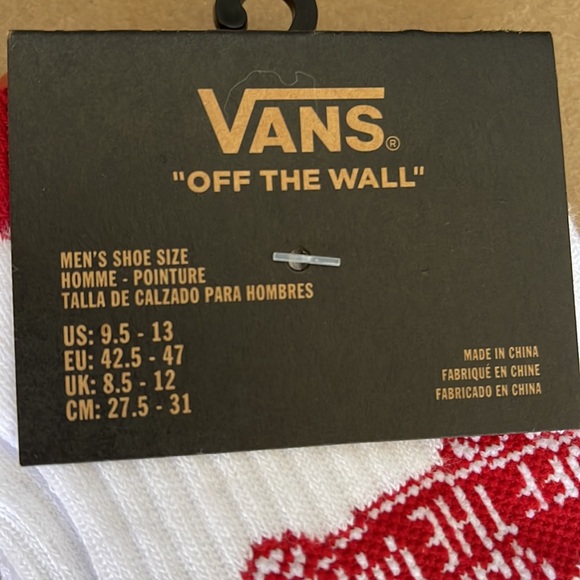 VANS®
"OFF THE WALL"
MEN'S SHOE SIZE
HOMME - POINTURE
TALLA DE CALZADO PARA HOMBRES
US: 9.5 - 13
EU: 42.5 - 47
UK: 8.5 - 12
CM: 27.5 - 31
MADE IN CHINA
FABRIQUÉ EN CHINE
FABRICADO EN CHINA
THE